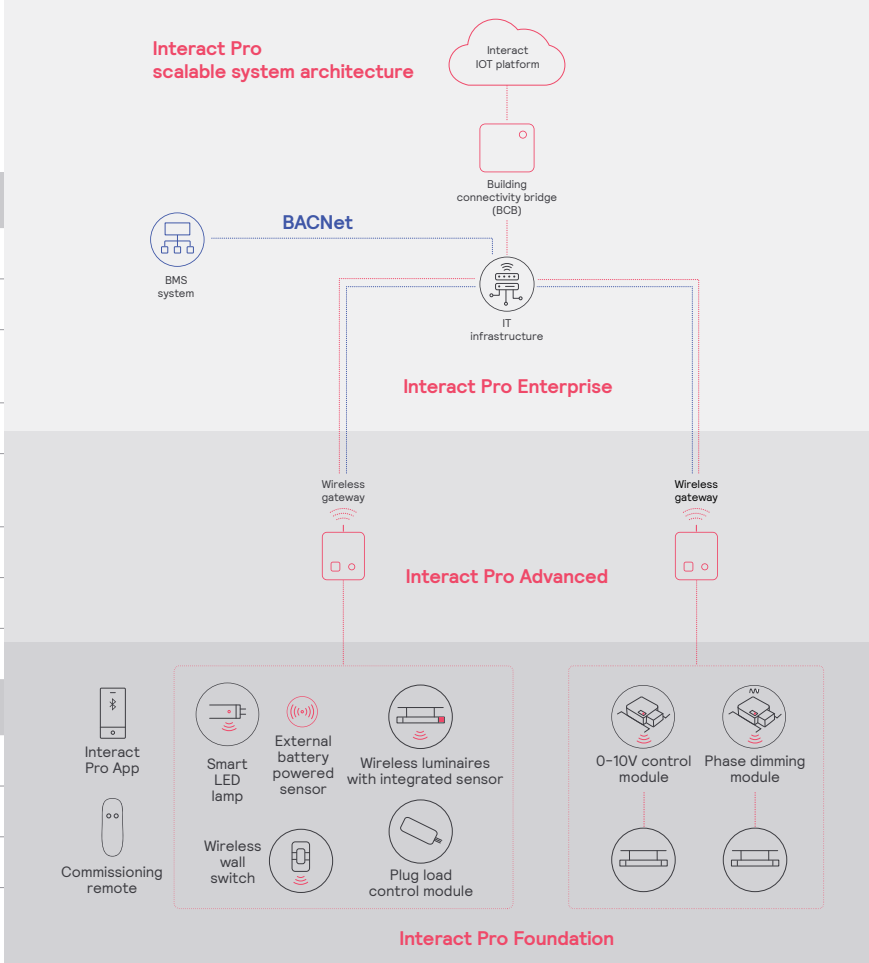 Interact Pro
scalable system architecture
Interact
IOT platform
Building
connectivity bridge
(BCB)
BACNet
BMS
system
IT
infrastructure
Interact Pro Enterprise
Wireless
gateway
Wireless
gateway
Interact Pro Advanced
Interact
Pro App
Smart
LED
lamp
External
battery
powered
sensor
Wireless luminaires
with integrated sensor
0-10V control
module
Phase dimming
module
Commissioning
remote
Wireless
wall
switch
Plug load
control module
Interact Pro Foundation